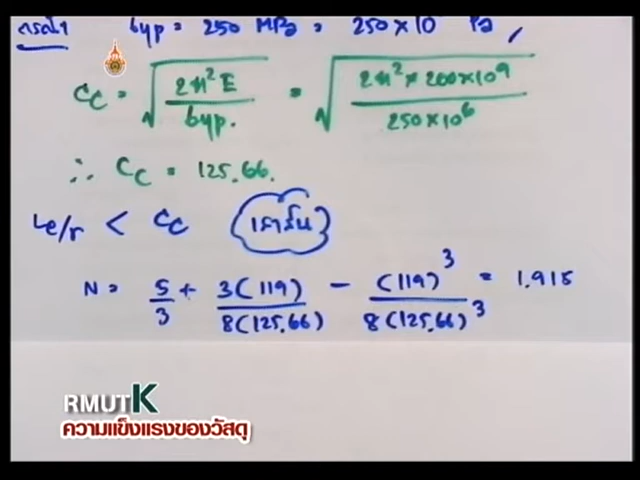 กรณี 1 σyp = 250 MPa = 250×10 Pa,
Cc = √(2π²E / σyp.) = √(2π² × 200×10⁹ / 250×10⁶)
∴ Cc = 125.66.
Le/r < Cc เสาสั้น
N = 5/3 + 3(119)/8(125.66) - (119)³/8(125.66)³ = 1.915
RMUTK
ความแข็งแรงของวัสดุ